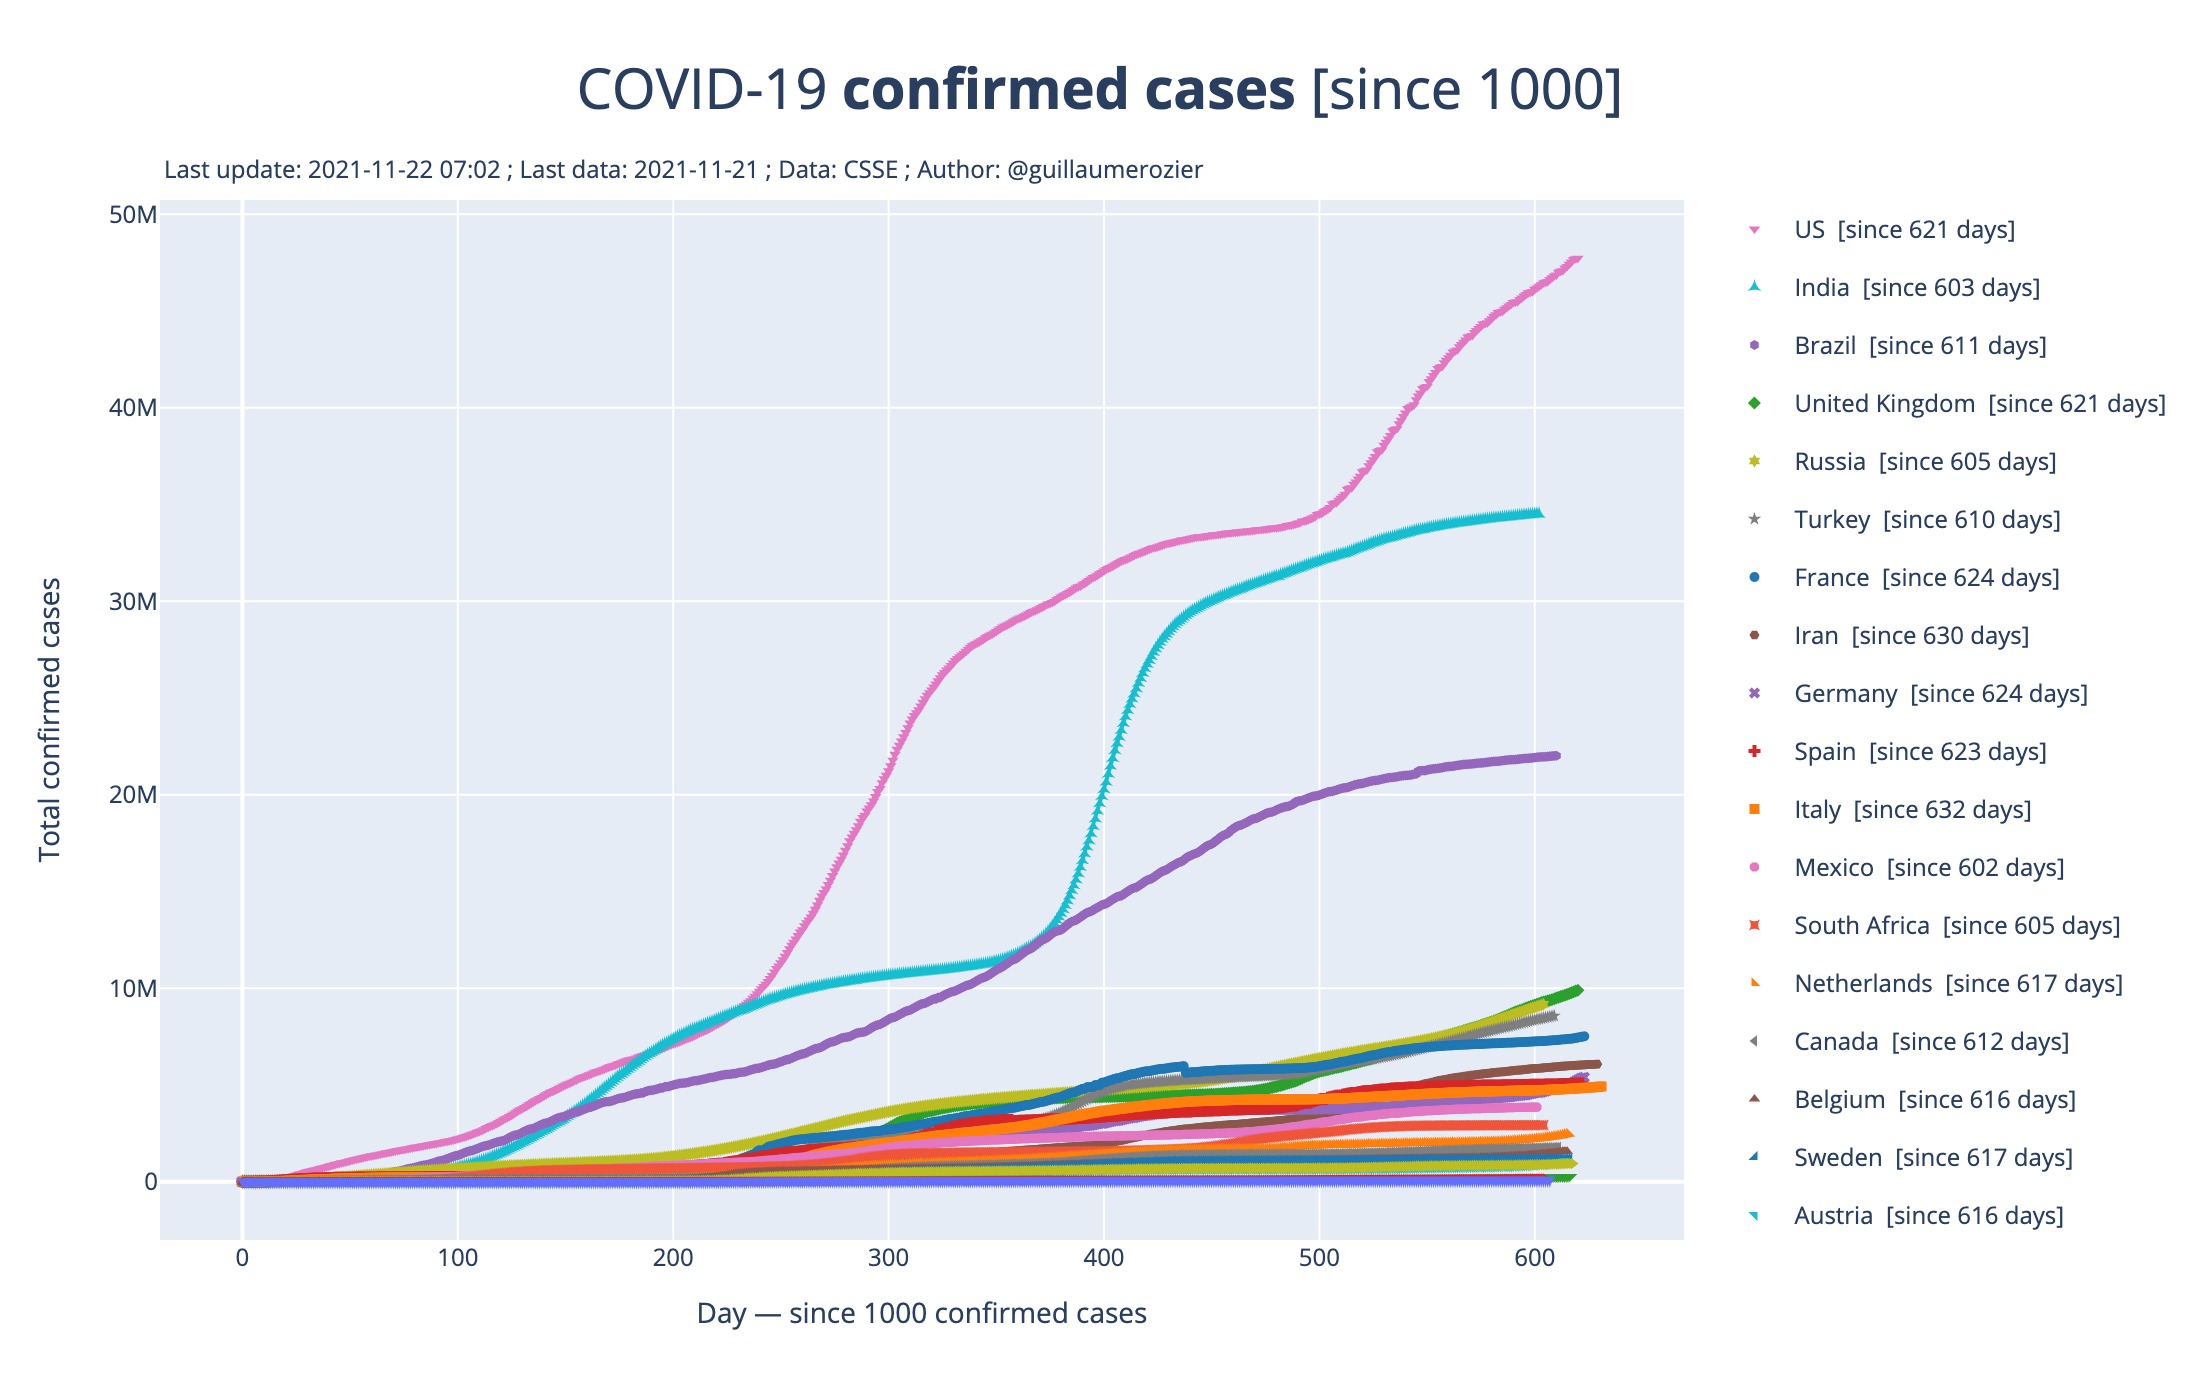 COVID-19 confirmed cases [since 1000]
Last update: 2021-11-22 07:02 ; Last data: 2021-11-21 ; Data: CSSE ; Author: @guillaumerozier
50M
40M
30M
20M
10M
0
Total confirmed cases
0 100 200 300 400 500 600
Day — since 1000 confirmed cases
US [since 621 days]
India [since 603 days]
Brazil [since 611 days]
United Kingdom [since 621 days]
Russia [since 605 days]
Turkey [since 610 days]
France [since 624 days]
Iran [since 630 days]
Germany [since 624 days]
Spain [since 623 days]
Italy [since 632 days]
Mexico [since 602 days]
South Africa [since 605 days]
Netherlands [since 617 days]
Canada [since 612 days]
Belgium [since 616 days]
Sweden [since 617 days]
Austria [since 616 days]